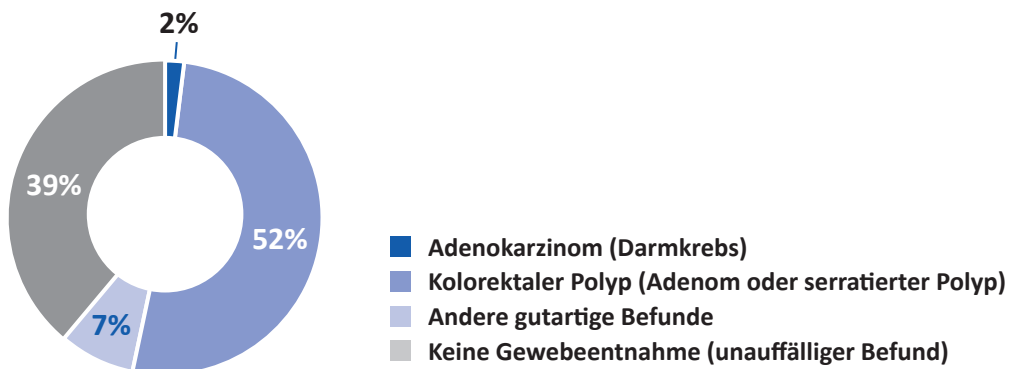 2%
39%
52%
7%
Adenokarzinom (Darmkrebs)
Kolorektaler Polyp (Adenom oder serratierter Polyp)
Andere gutartige Befunde
Keine Gewebeentnahme (unauffälliger Befund)